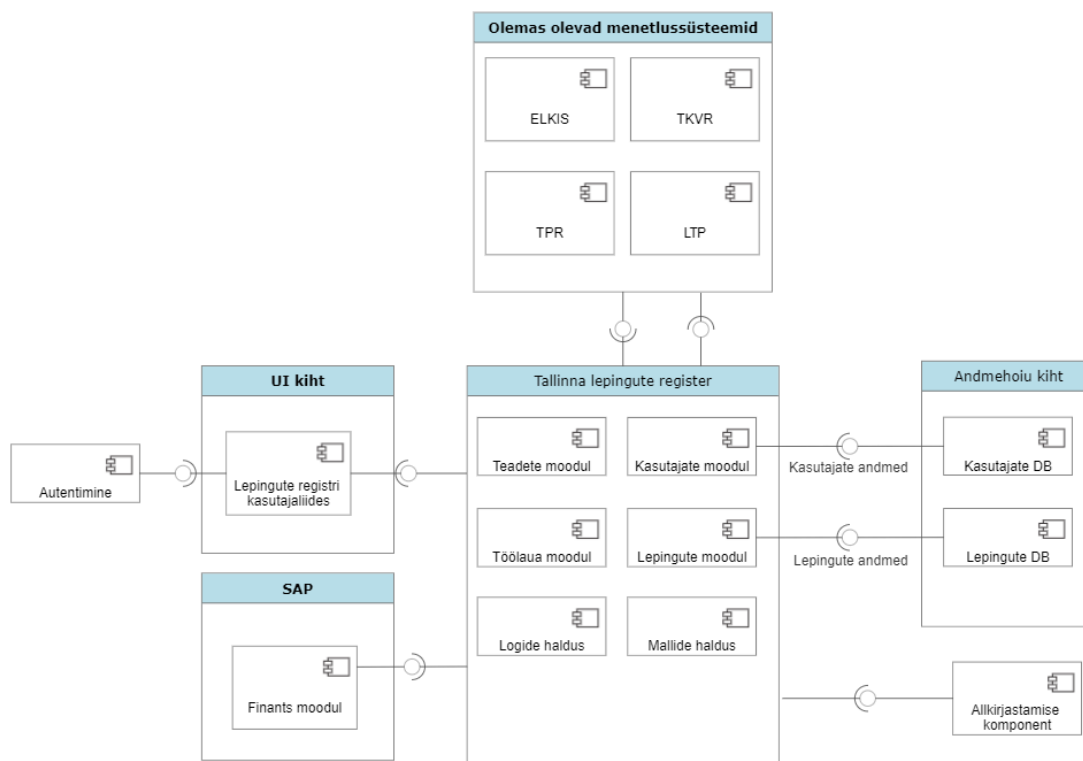 Olemas olevad menetlussüsteemid
ELKIS
TKVR
TPR
LTP
UI kiht
Tallinna lepingute register
Andmehoiu kiht
Autentimine
Lepingute registri
kasutajaliides
Teadete moodul
Kasutajate moodul
Kasutajate andmed
Kasutajate DB
Töölaua moodul
Lepingute moodul
Lepingute andmed
Lepingute DB
SAP
Finants moodul
Logide haldus
Mallide haldus
Allkirjastamise
komponent